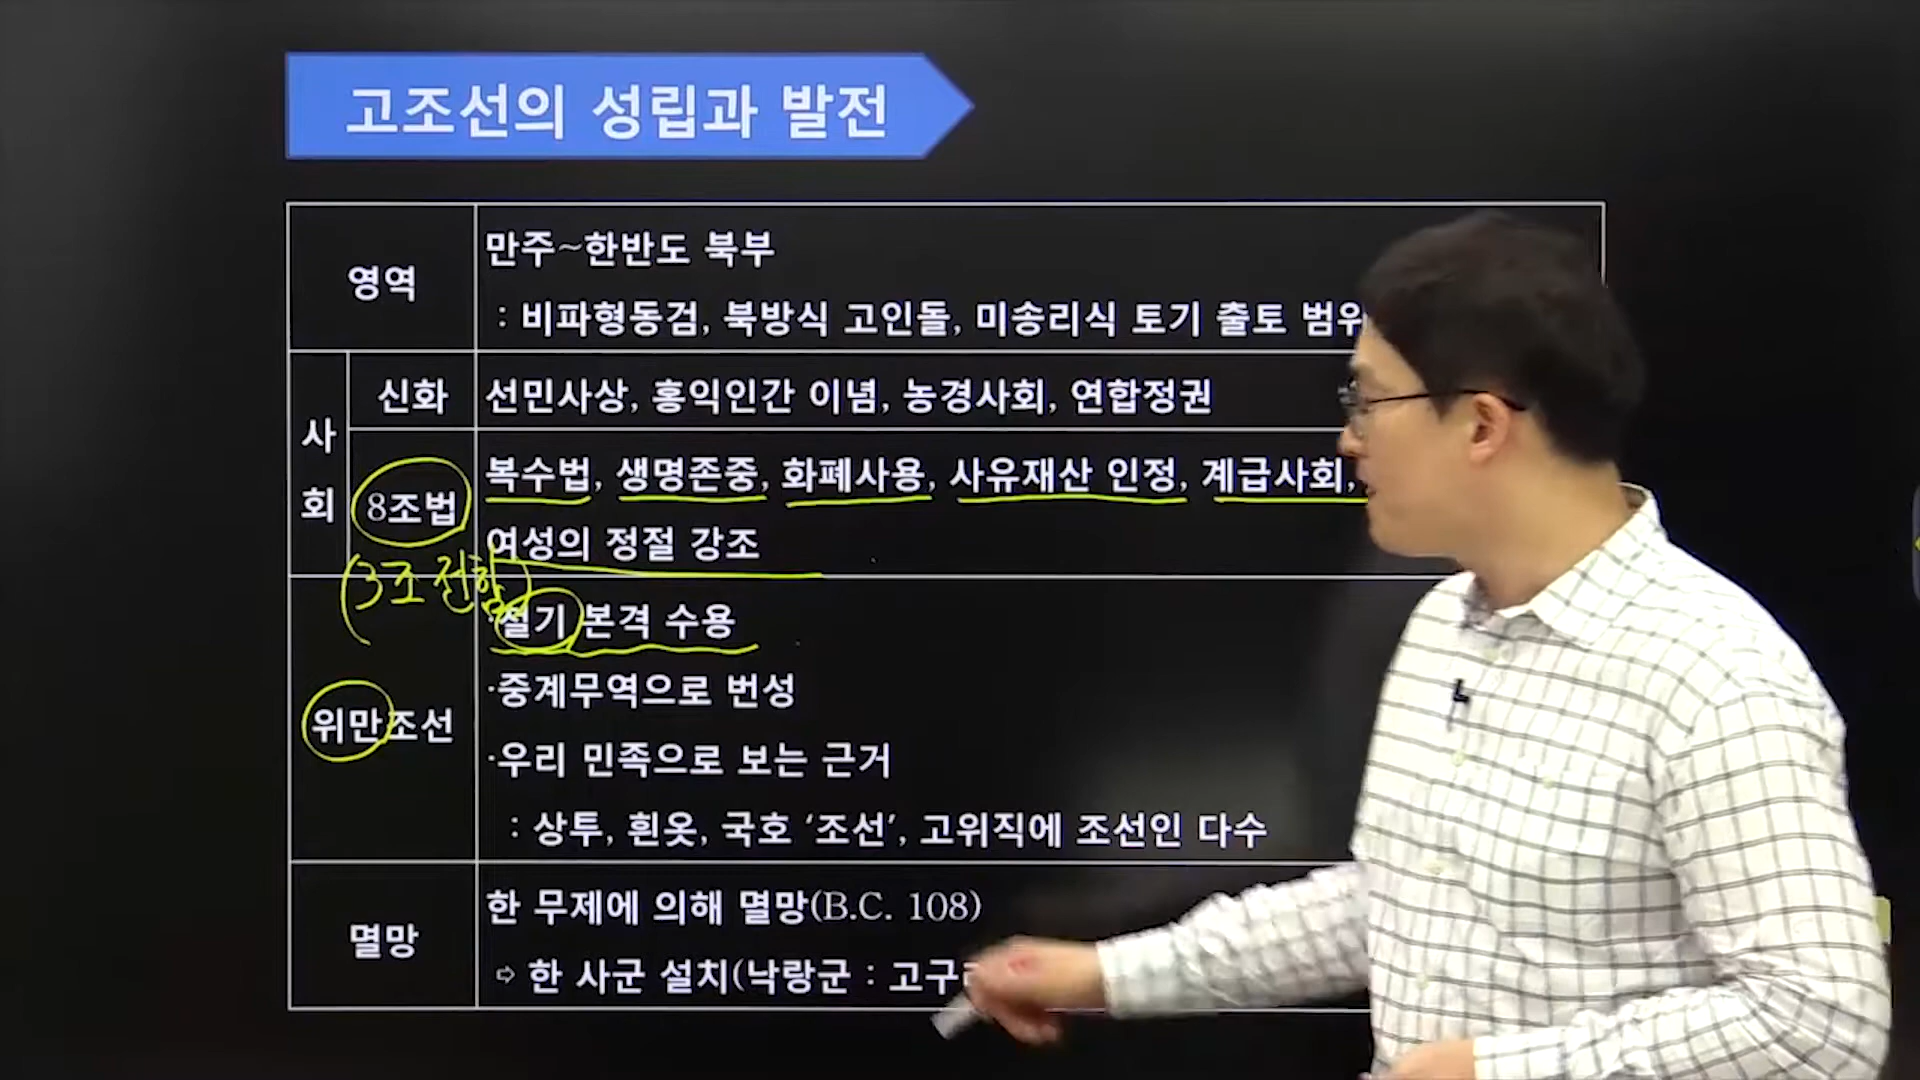 고조선의 성립과 발전
영역
만주~한반도 북부
: 비파형동검, 북방식 고인돌, 미송리식 토기 출토 범위
사회
신화
선민사상, 홍익인간 이념, 농경사회, 연합정권
8조법
복수법, 생명존중, 화폐사용, 사유재산 인정, 계급사회,
여성의 정절 강조
(3조 전함)
위만조선
·철기 본격 수용
·중계무역으로 번성
·우리 민족으로 보는 근거
: 상투, 흰옷, 국호 ‘조선’, 고위직에 조선인 다수
멸망
한 무제에 의해 멸망(B.C. 108)
⇨ 한 사군 설치(낙랑군 : 고구